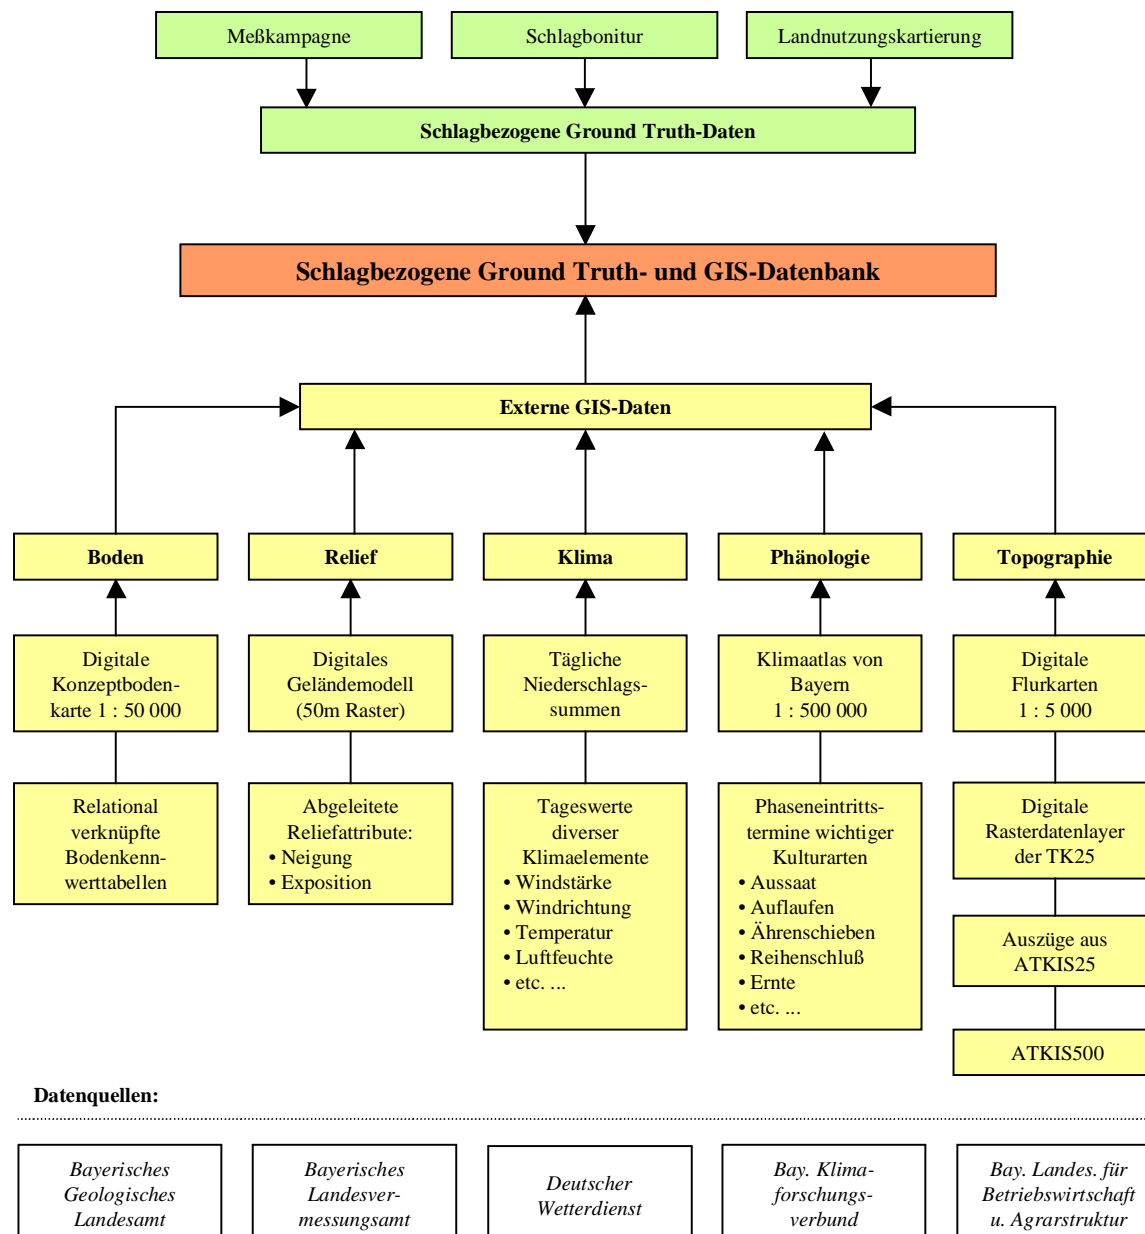 Meßkampagne
Schlagbonitur
Landnutzungskartierung
Schlagbezogene Ground Truth-Daten
Schlagbezogene Ground Truth- und GIS-Datenbank
Externe GIS-Daten
Boden
Relief
Klima
Phänologie
Topographie
Digitale
Konzeptboden-
karte 1 : 50 000
Digitales
Geländemodell
(50m Raster)
Tägliche
Niederschlags-
summen
Klimaatlas von
Bayern
1 : 500 000
Digitale
Flurkarten
1 : 5 000
Relational
verknüpfte
Bodenkenn-
werttabellen
Abgeleitete
Reliefattribute:
• Neigung
• Exposition
Tageswerte
diverser
Klimaelemente
• Windstärke
• Windrichtung
• Temperatur
• Luftfeuchte
• etc. ...
Phaseneintritts-
termine wichtiger
Kulturarten
• Aussaat
• Auflaufen
• Ährenschieben
• Reihenschluß
• Ernte
• etc. ...
Digitale
Rasterdatenlayer
der TK25
Auszüge aus
ATKIS25
ATKIS500
Datenquellen:
Bayerisches
Geologisches
Landesamt
Bayerisches
Landesver-
messungsamt
Deutscher
Wetterdienst
Bay. Klima-
forschungs-
verbund
Bay. Landes. für
Betriebswirtschaft
u. Agrarstruktur